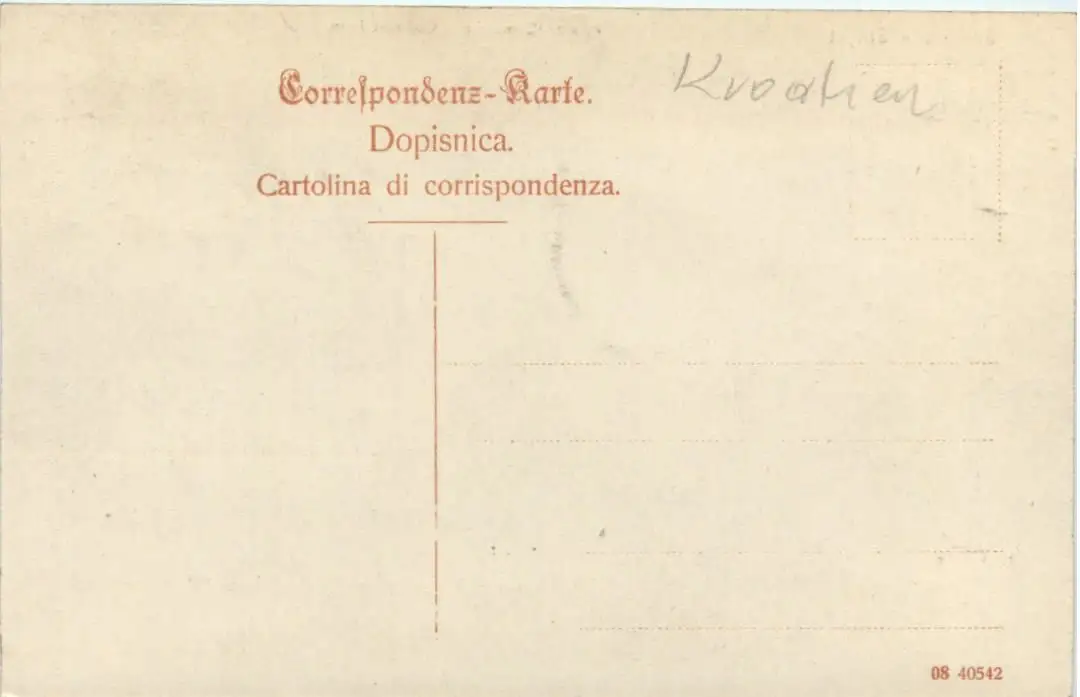 Correspondenz-Karte.
Kroatien
Dopisnica.
Cartolina di corrispondenza.
08 40542